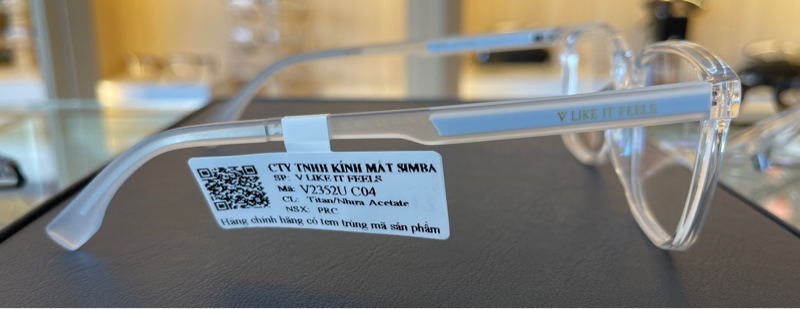 V LIKE IT FEELS
CTY TNHH KÍNH MẮT SIMBA
SP: V LIKE IT FEELS
Mã: V2352U C04
CL: Titan/Nhựa Acetate
NSX: PRC
Hàng chính hãng có tem trùng mã sản phẩm